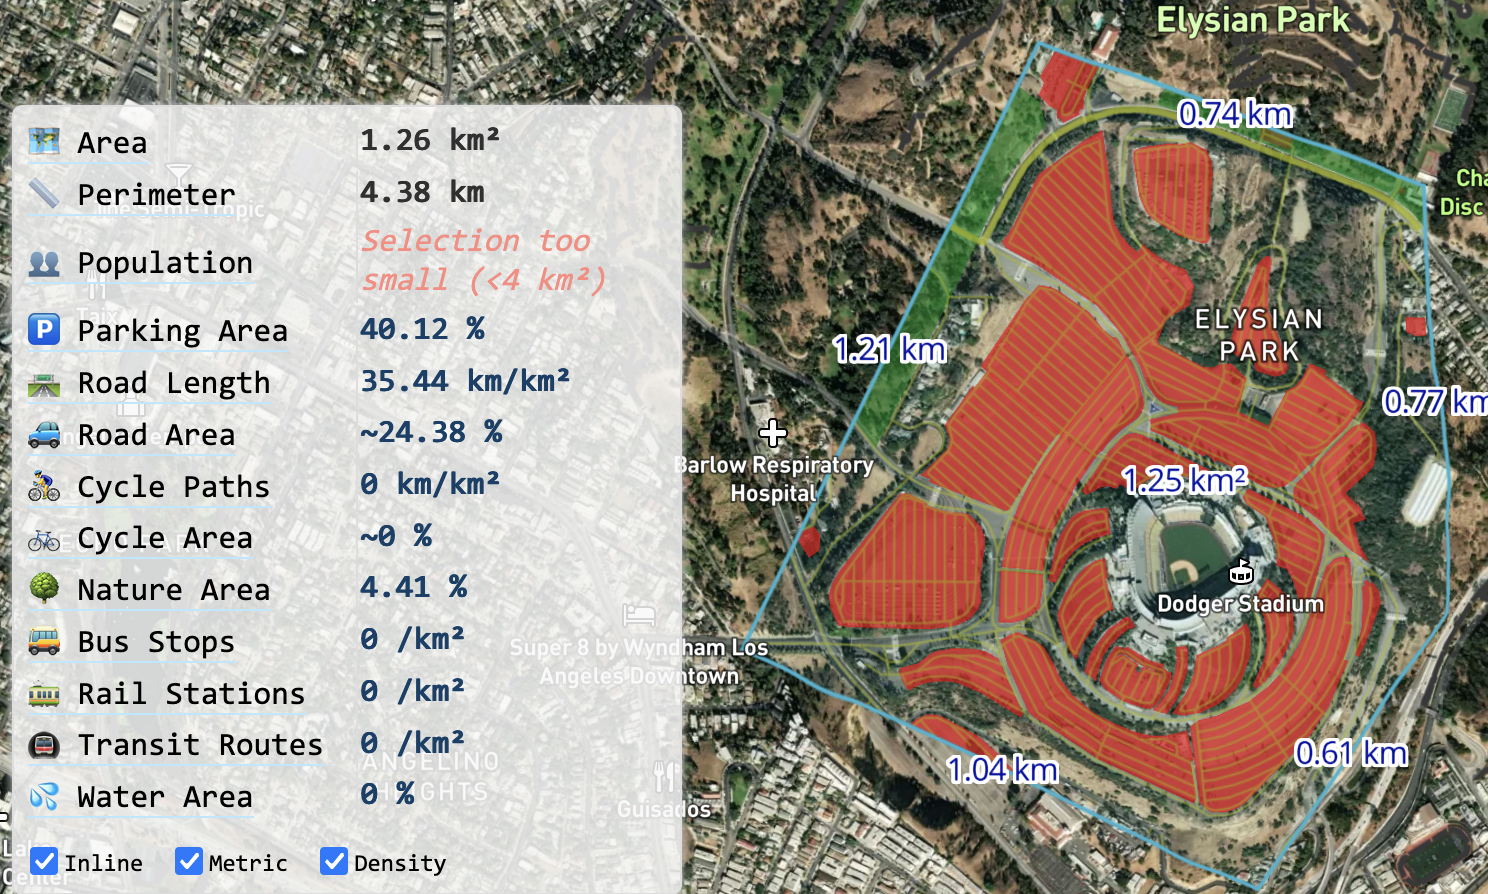 Elysian Park
0.74 km
Cha
Disc
Area 1.26 km²
Perimeter 4.38 km
Population Selection too
small (<4 km²)
Parking Area 40.12 %
Road Length 35.44 km/km²
Road Area ~24.38 %
Cycle Paths 0 km/km²
Cycle Area ~0 %
Nature Area 4.41 %
Bus Stops 0 /km²
Rail Stations 0 /km²
Transit Routes 0 /km²
Water Area 0 %
Inline Metric Density
Taix
ANGELINO
HEIGHTS
ELYSIAN
PARK
1.21 km
0.77 km
Barlow Respiratory
Hospital
1.25 km²
Dodger Stadium
Super 8 by Wyndham Los
Angeles Downtown
1.04 km
0.61 km
Guisados
Center